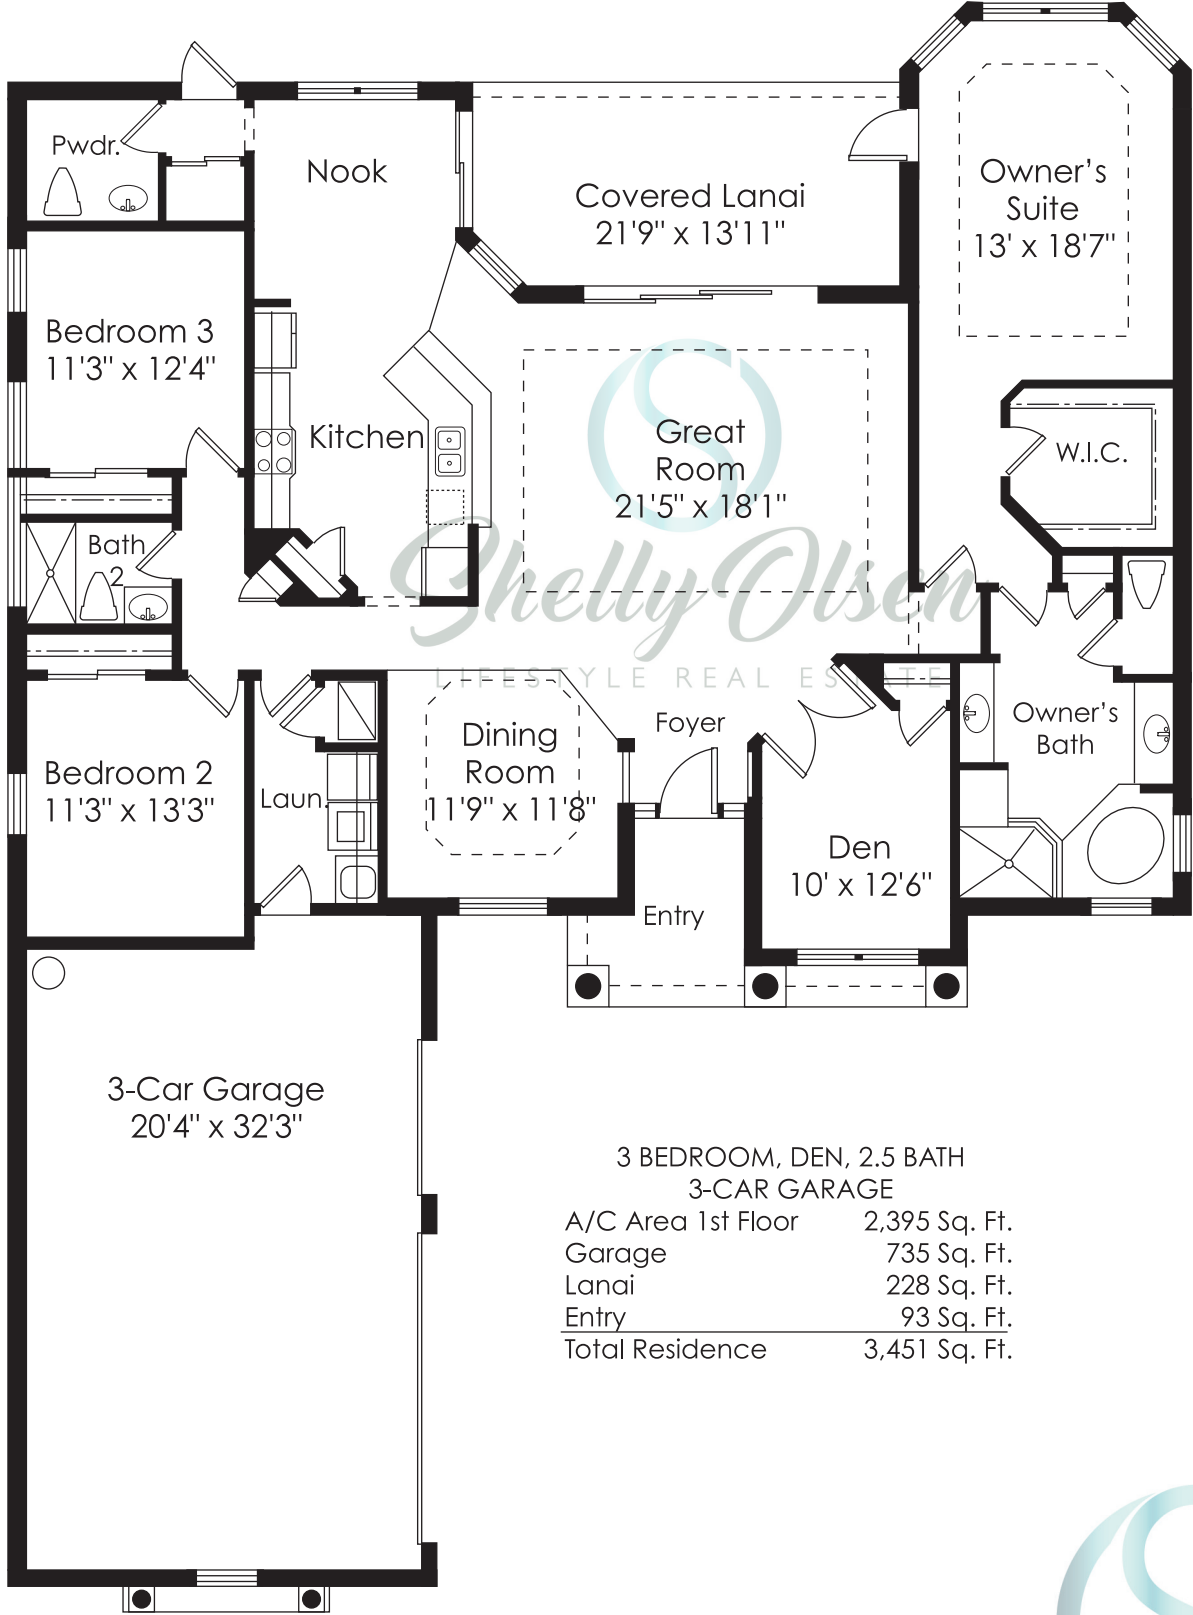 Pwdr.
Nook
Covered Lanai
21'9" x 13'11"
Owner's
Suite
13' x 18'7"
Bedroom 3
11'3" x 12'4"
Kitchen
Great
Room
21'5" x 18'1"
W.I.C.
Bath
2
Shelly Olsen
LIFESTYLE REAL ESTATE
Bedroom 2
11'3" x 13'3"
Laun.
Dining
Room
11'9" x 11'8"
Foyer
Owner's
Bath
Den
10' x 12'6"
Entry
3-Car Garage
20'4" x 32'3"
3 BEDROOM, DEN, 2.5 BATH
3-CAR GARAGE
A/C Area 1st Floor 2,395 Sq. Ft.
Garage 735 Sq. Ft.
Lanai 228 Sq. Ft.
Entry 93 Sq. Ft.
Total Residence 3,451 Sq. Ft.